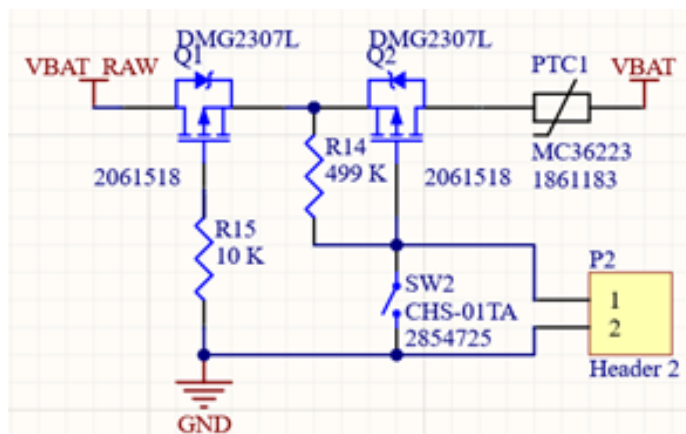 DMG2307L
Q1
DMG2307L
Q2
VBAT_RAW
PTC1
VBAT
R14
499 K
MC36223
1861183
2061518
2061518
R15
10 K
SW2
CHS-01TA
2854725
P2
1
2
Header 2
GND